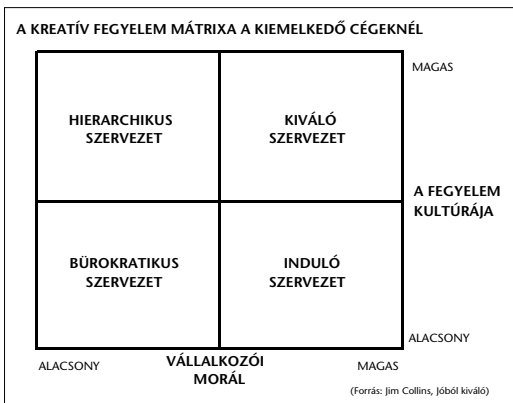 A KREATÍV FEGYELEM MÁTRIXA A KIEMELKEDŐ CÉGEKNÉL
MAGAS
HIERARCHIKUS
SZERVEZET
KIVÁLÓ
SZERVEZET
A FEGYELEM
KULTÚRÁJA
BÜROKRATIKUS
SZERVEZET
INDULÓ
SZERVEZET
ALACSONY
ALACSONY
VÁLLALKOZÓI
MORÁL
MAGAS
(Forrás: Jim Collins, Jóból kiváló)